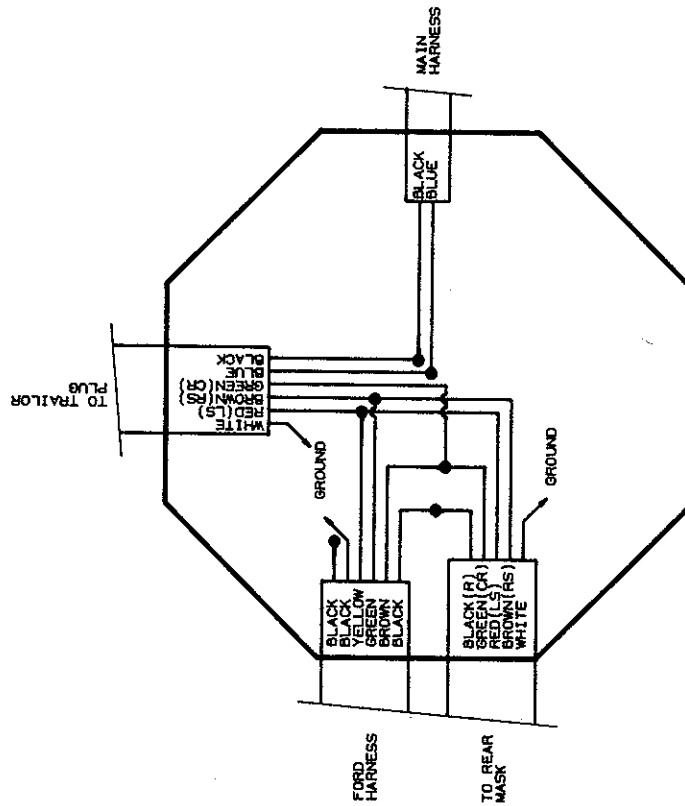 TO TRAILOR
PLUG
WHITE
RED(LS)
BROWN(RS)
GREEN(CR)
BLUE
BLACK
MAIN
HARNESS
BLACK
BLUE
GROUND
GROUND
FORD
HARNESS
BLACK
BLACK
YELLOW
GREEN
BROWN
BLACK
TO REAR
MASK
BLACK(R)
GREEN(CR)
RED(LS)
BROWN(RS)
WHITE